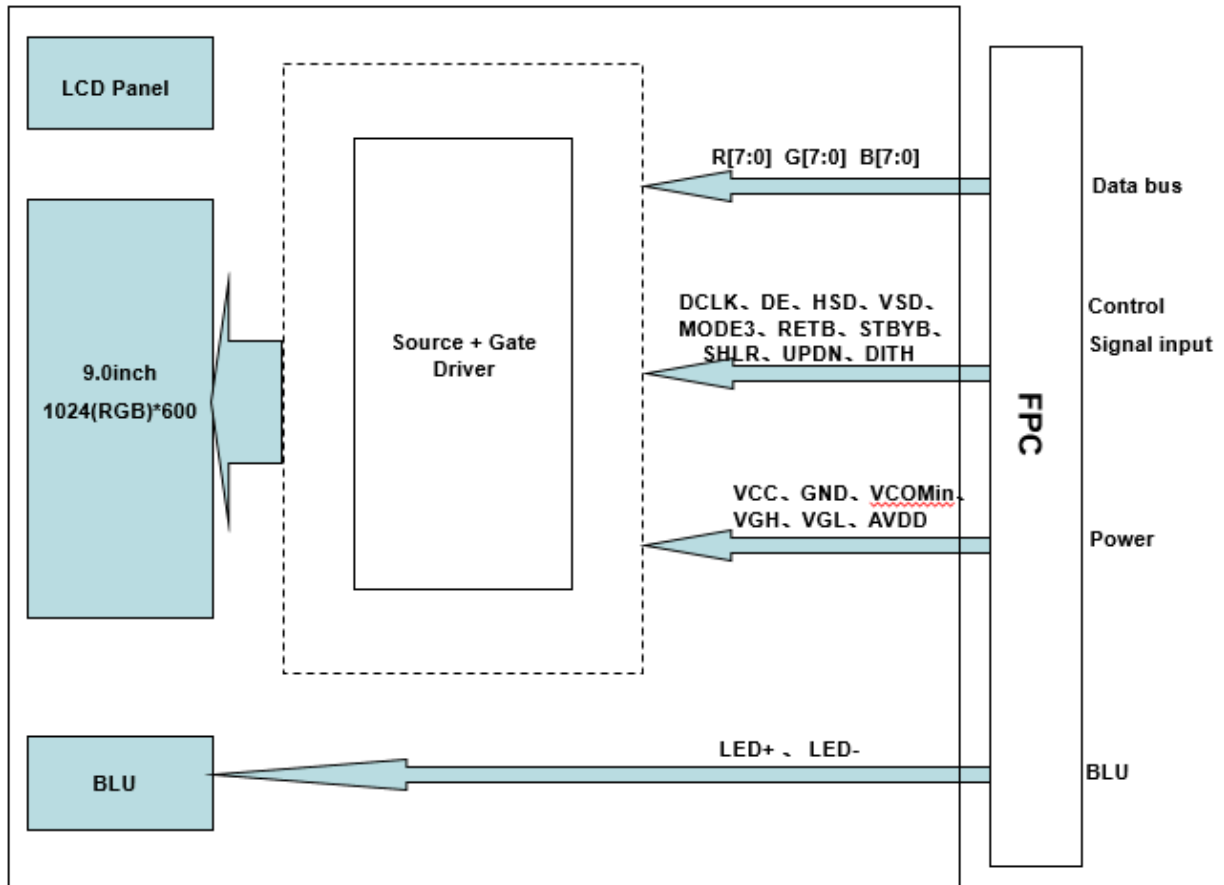 LCD Panel
9.0inch
1024(RGB)*600
Source + Gate
Driver
R[7:0] G[7:0] B[7:0]
DCLK、DE、HSD、VSD、
MODE3、RETB、STBYB、
SHLR、UPDN、DITH
VCC、GND、VCOMin、
VGH、VGL、AVDD
LED+ 、 LED-
BLU
FPC
Data bus
Control
Signal input
Power
BLU